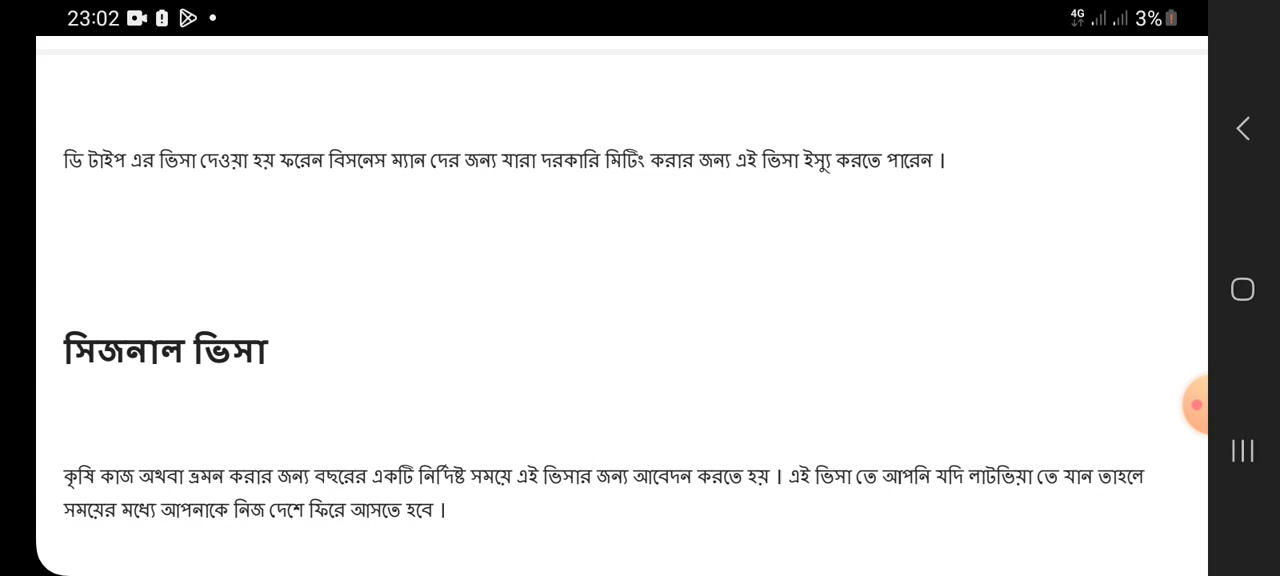 23:02 4G 3%
ডি টাইপ এর ভিসা দেওয়া হয় ফরেন বিসনেস ম্যান দের জন্য যারা দরকারি মিটিং করার জন্য এই ভিসা ইস্যু করতে পারেন ।
সিজনাল ভিসা
কৃষি কাজ অথবা ভ্রমন করার জন্য বছরের একটি নির্দিষ্ট সময়ে এই ভিসার জন্য আবেদন করতে হয় । এই ভিসা তে আপনি যদি লাটভিয়া তে যান তাহলে
সময়ের মধ্যে আপনাকে নিজ দেশে ফিরে আসতে হবে ।